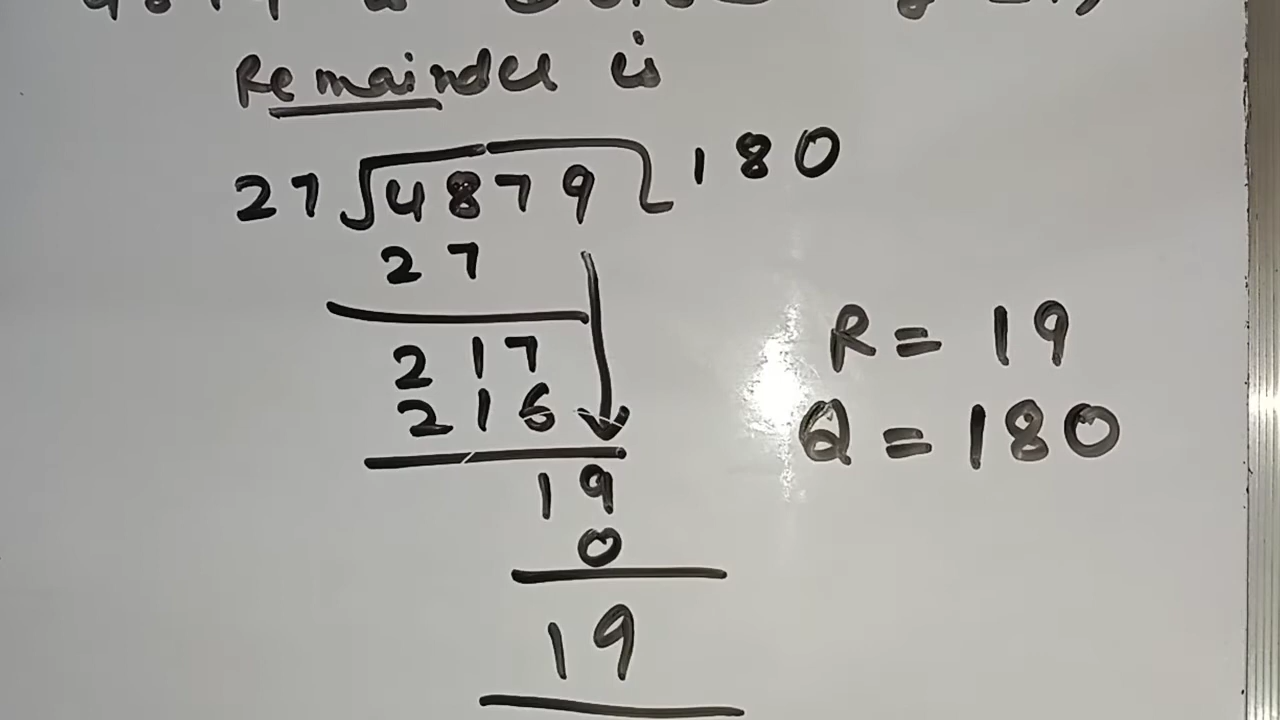 Remainder is
27 4879 180
27
217
216
19
0
19
R = 19
Q = 180